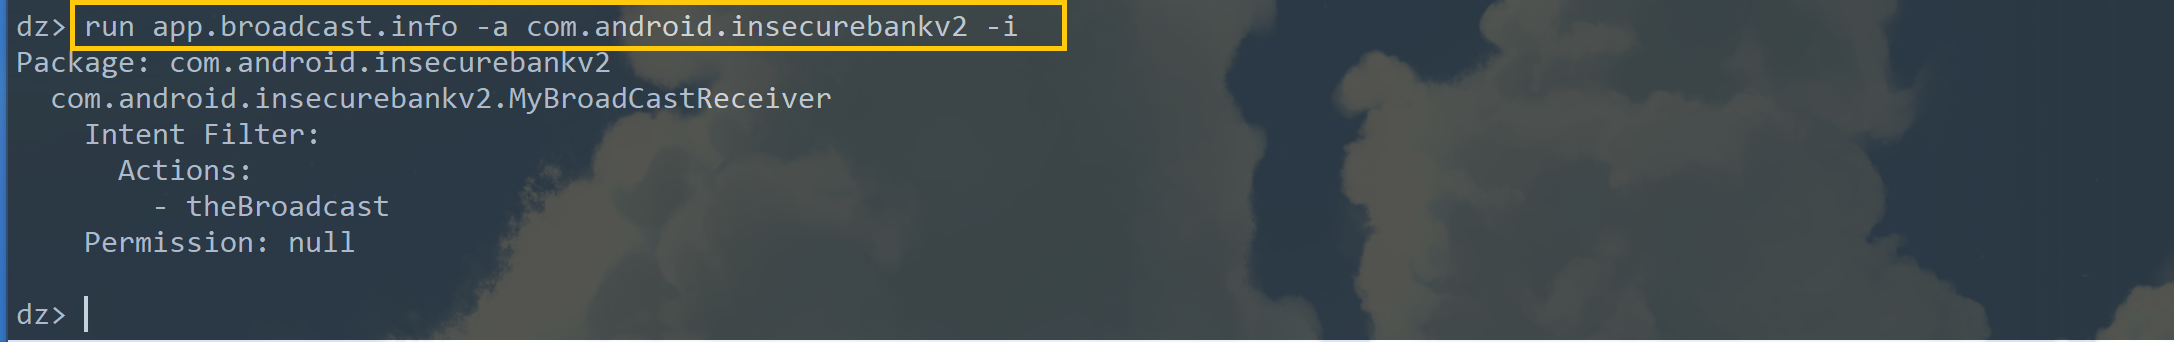 dz> run app.broadcast.info -a com.android.insecurebankv2 -i
Package: com.android.insecurebankv2
  com.android.insecurebankv2.MyBroadCastReceiver
    Intent Filter:
      Actions:
        - theBroadcast
    Permission: null
dz>